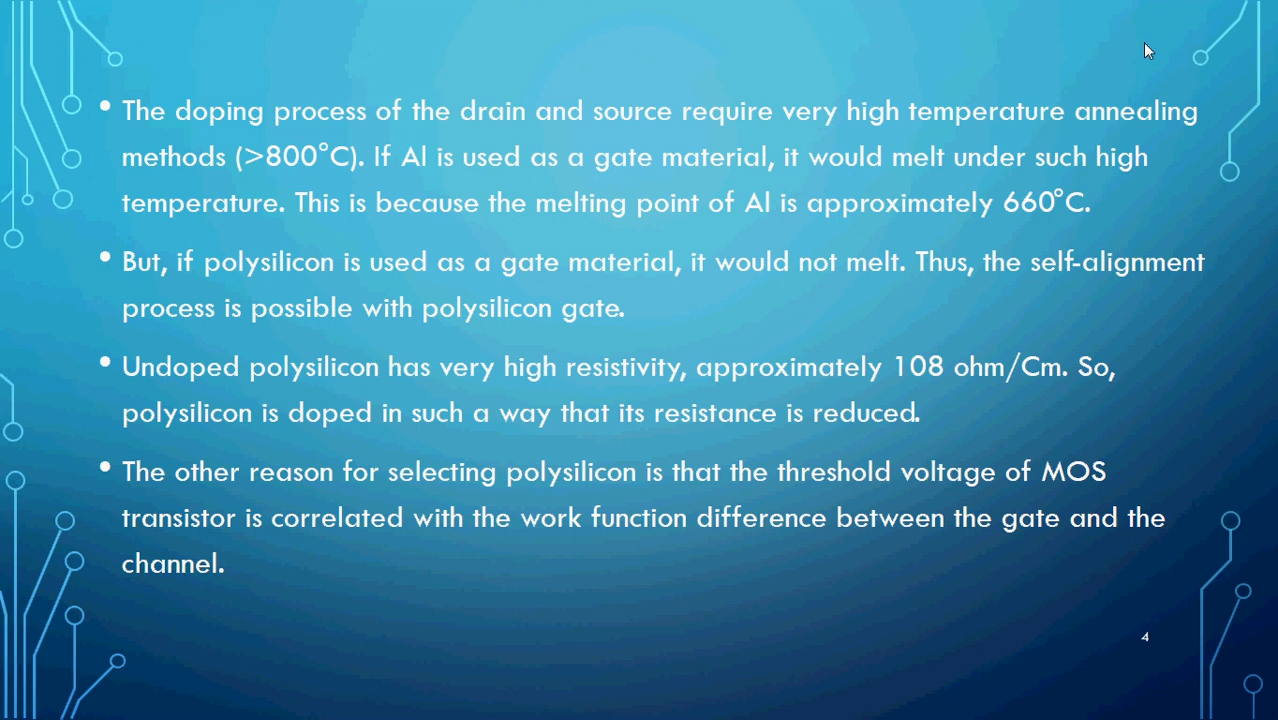 • The doping process of the drain and source require very high temperature annealing
methods (>800°C). If Al is used as a gate material, it would melt under such high
temperature. This is because the melting point of Al is approximately 660°C.
• But, if polysilicon is used as a gate material, it would not melt. Thus, the self-alignment
process is possible with polysilicon gate.
• Undoped polysilicon has very high resistivity, approximately 108 ohm/Cm. So,
polysilicon is doped in such a way that its resistance is reduced.
• The other reason for selecting polysilicon is that the threshold voltage of MOS
transistor is correlated with the work function difference between the gate and the
channel.
4